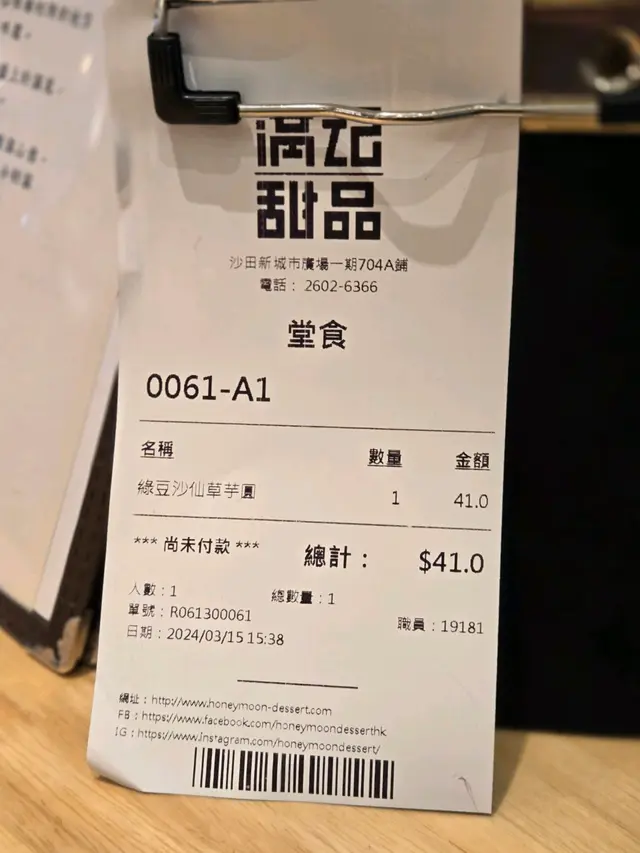 滿記
甜品
沙田新城市廣場一期704A鋪
電話： 2602-6366
堂食
0061-A1
名稱 數量 金額
綠豆沙仙草芋圓 1 41.0
*** 尚未付款 *** 總計： $41.0
人數：1 總數量：1
單號：R061300061 職員：19181
日期：2024/03/15 15:38
網址：http://www.honeymoon-dessert.com
FB：https://www.facebook.com/honeymoondesserthk
IG：https://www.instagram.com/honeymoondessert/